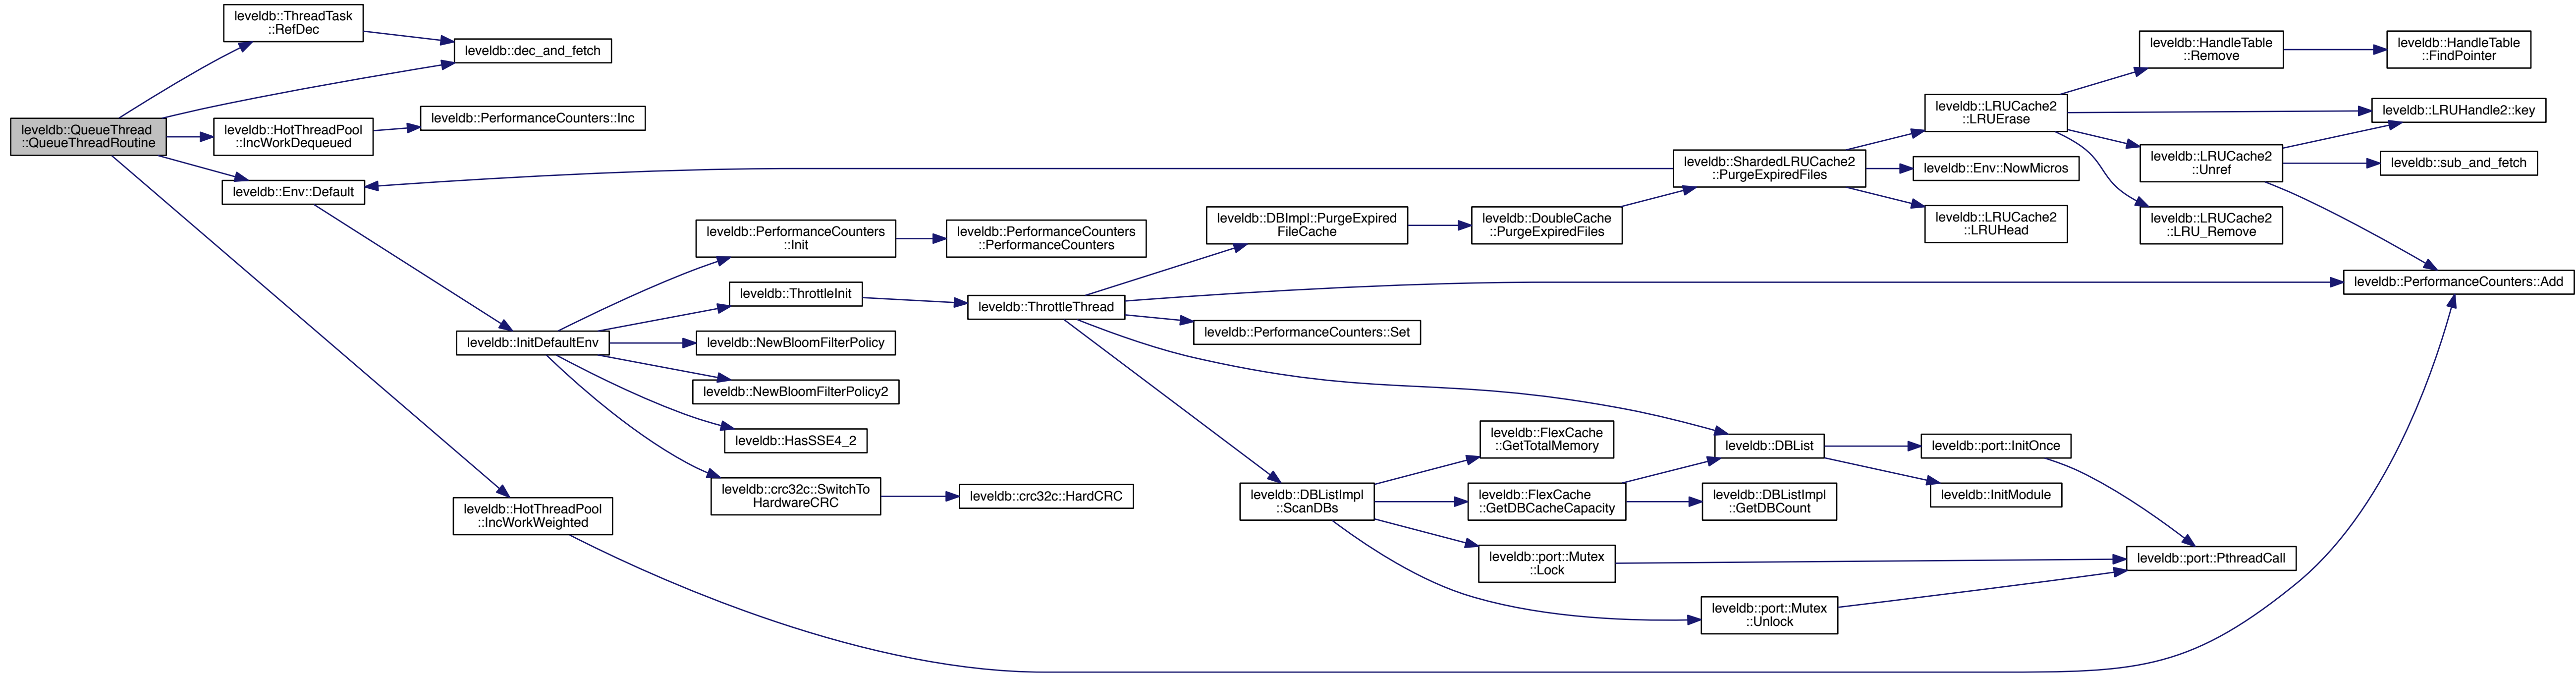 leveldb::QueueThread
::QueueThreadRoutine
leveldb::ThreadTask
::RefDec
leveldb::dec_and_fetch
leveldb::HotThreadPool
::IncWorkDequeued
leveldb::PerformanceCounters::Inc
leveldb::Env::Default
leveldb::InitDefaultEnv
leveldb::HotThreadPool
::IncWorkWeighted
leveldb::PerformanceCounters
::Init
leveldb::PerformanceCounters
::PerformanceCounters
leveldb::ThrottleInit
leveldb::ThrottleThread
leveldb::NewBloomFilterPolicy
leveldb::NewBloomFilterPolicy2
leveldb::HasSSE4_2
leveldb::crc32c::SwitchTo
HardwareCRC
leveldb::crc32c::HardCRC
leveldb::DBImpl::PurgeExpired
FileCache
leveldb::DoubleCache
::PurgeExpiredFiles
leveldb::PerformanceCounters::Set
leveldb::DBListImpl
::ScanDBs
leveldb::FlexCache
::GetTotalMemory
leveldb::FlexCache
::GetDBCacheCapacity
leveldb::port::Mutex
::Lock
leveldb::port::Mutex
::Unlock
leveldb::DBList
leveldb::DBListImpl
::GetDBCount
leveldb::ShardedLRUCache2
::PurgeExpiredFiles
leveldb::LRUCache2
::LRUErase
leveldb::Env::NowMicros
leveldb::LRUCache2
::LRUHead
leveldb::port::InitOnce
leveldb::InitModule
leveldb::port::PthreadCall
leveldb::HandleTable
::Remove
leveldb::HandleTable
::FindPointer
leveldb::LRUHandle2::key
leveldb::LRUCache2
::Unref
leveldb::sub_and_fetch
leveldb::LRUCache2
::LRU_Remove
leveldb::PerformanceCounters::Add